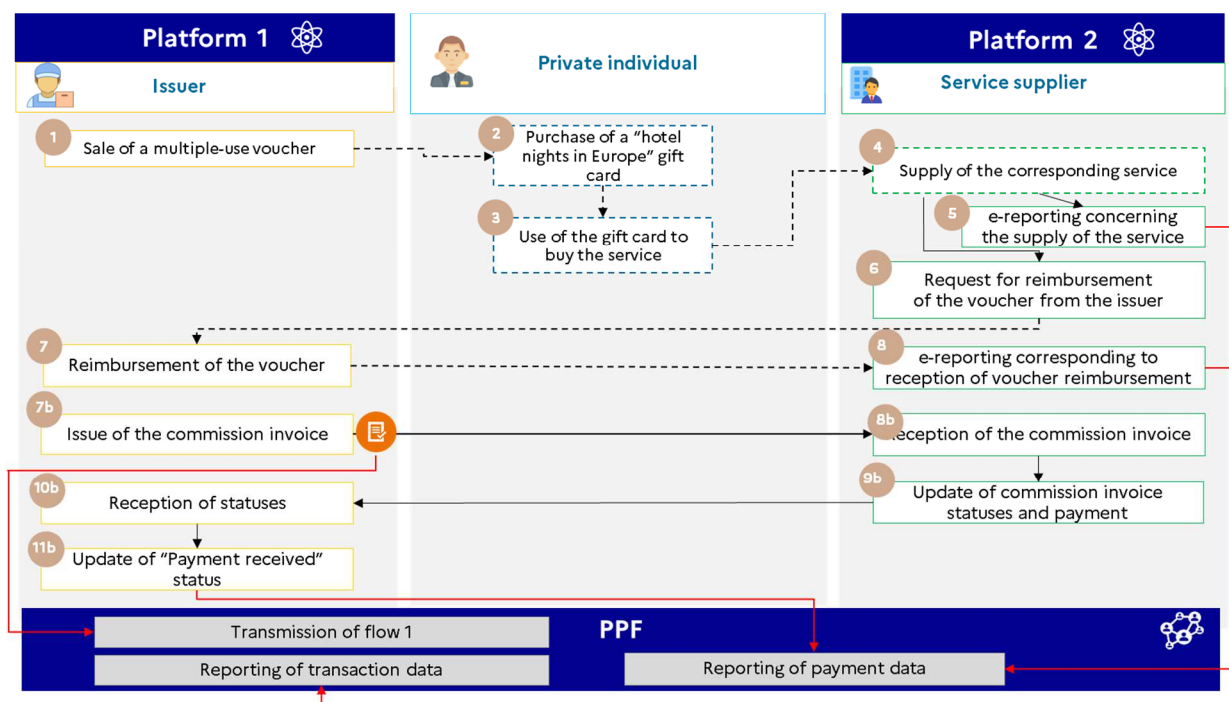 Platform 1
Private individual
Platform 2
Issuer
Service supplier
1
Sale of a multiple-use voucher
2
Purchase of a “hotel
nights in Europe” gift
card
3
Use of the gift card to
buy the service
4
Supply of the corresponding service
5
e-reporting concerning
the supply of the service
6
Request for reimbursement
of the voucher from the issuer
7
Reimbursement of the voucher
8
e-reporting corresponding to
reception of voucher reimbursement
7b
Issue of the commission invoice
8b
eception of the commission invoice
10b
Reception of statuses
9b
Update of commission invoice
statuses and payment
11b
Update of “Payment received”
status
PPF
Transmission of flow 1
Reporting of transaction data
Reporting of payment data